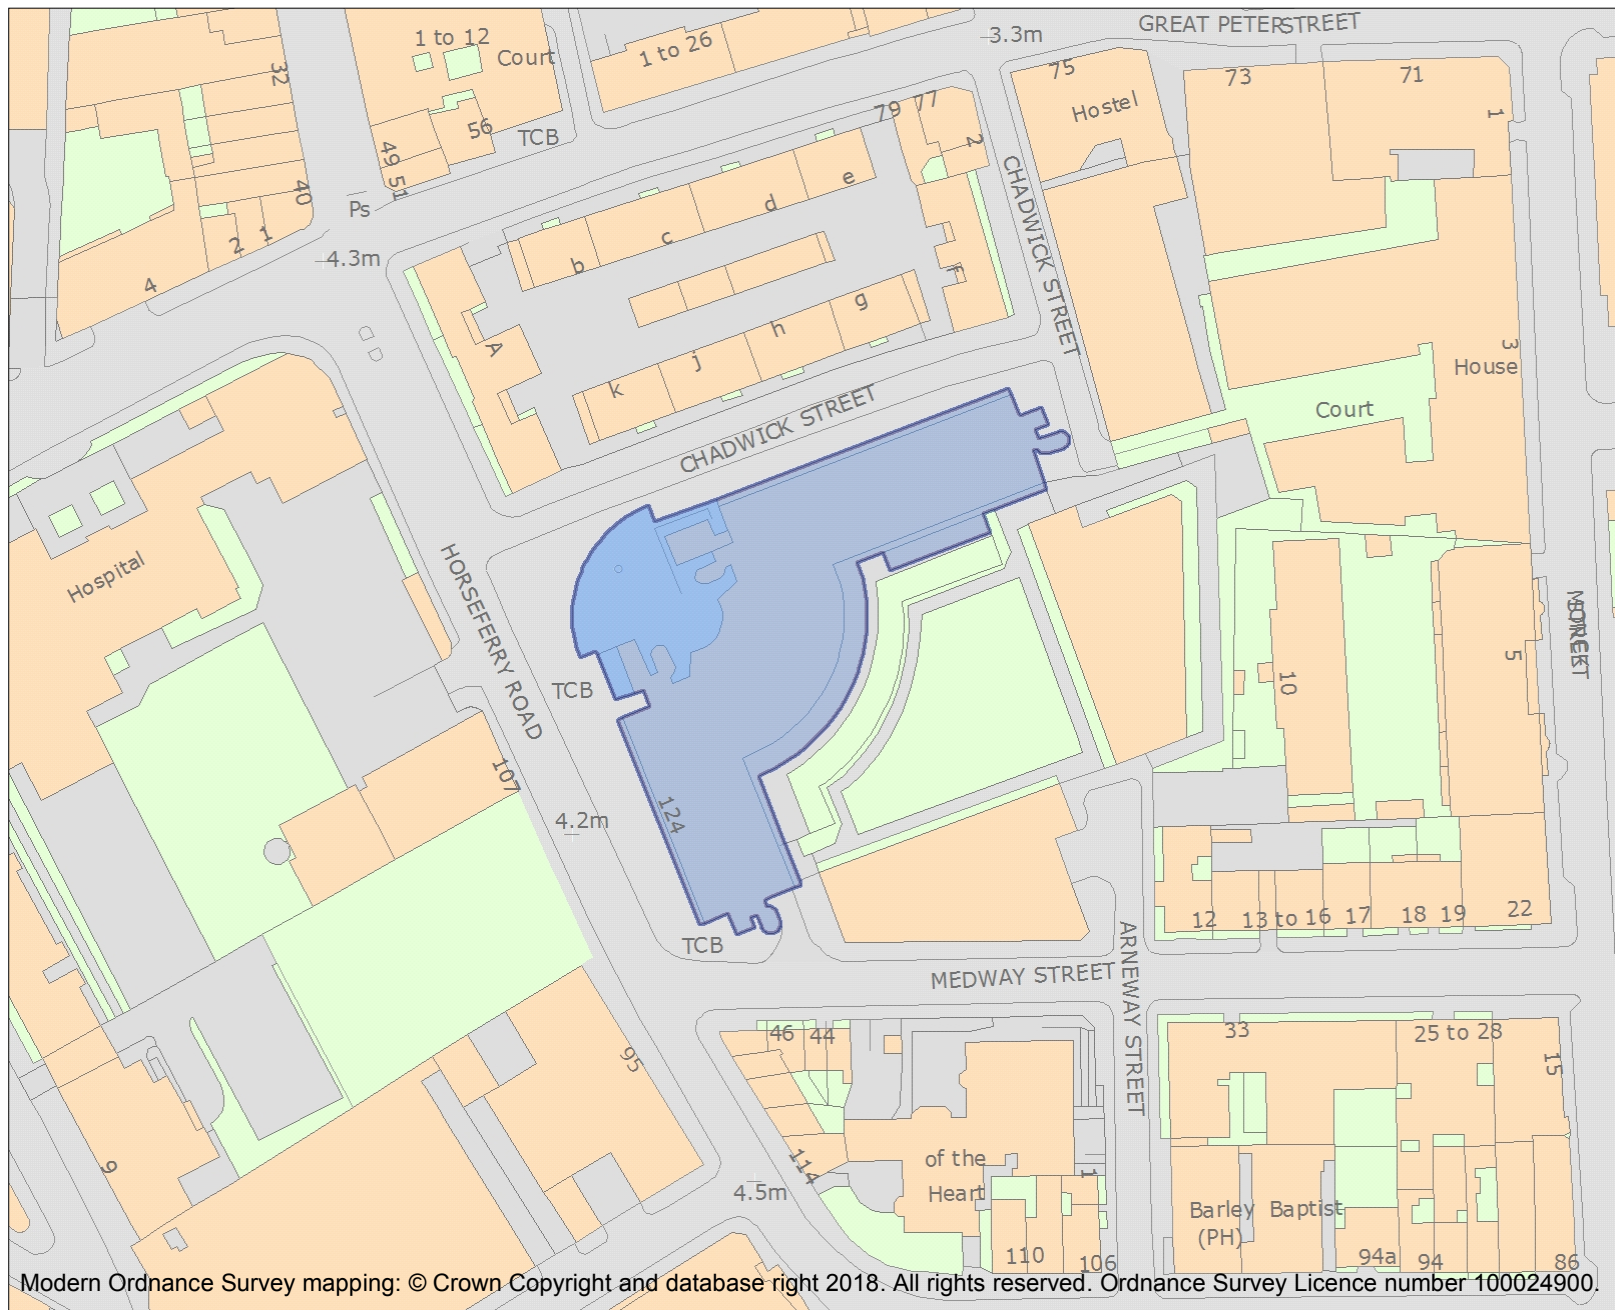 GREAT PETER STREET
3.3m
1 to 12
Court
1 to 26
32
75
73
71
1
Hostel
79
77
2
56
TCB
49
51
40
Ps
2
1
4
4.3m
e
d
c
b
f
g
h
j
k
A
CHADWICK STREET
CHADWICK STREET
3
House
Court
Hospital
HORSEFERRY ROAD
TCB
107
4.2m
124
TCB
10
5
12
13 to 16
17
18
19
22
MEDWAY STREET
ARNEWAY STREET
46
44
33
25 to 28
15
95
9
114
4.5m
of the
Heart
1
110
106
Barley
(PH)
Baptist
94a
94
86
Modern Ordnance Survey mapping: © Crown Copyright and database right 2018. All rights reserved. Ordnance Survey Licence number 100024900.